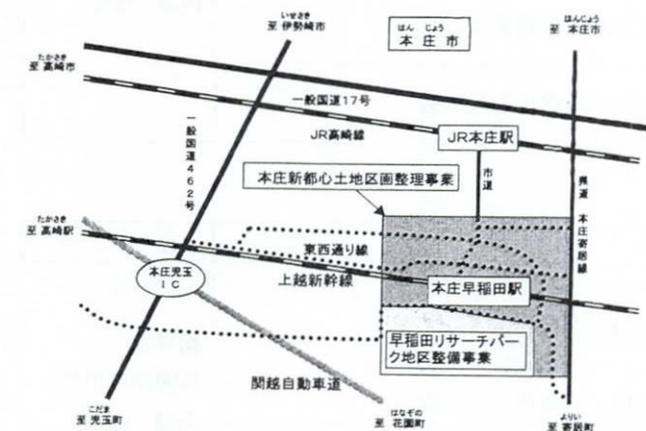 いせさき
至 伊勢崎市
ほん じょう
本 庄 市
ほんじょう
至 本庄市
たかさき
至 高崎市
一般国道17号
JR高崎線
JR本庄駅
一般国道462号
本庄新都心土地区画整理事業
市道
県道 本庄寄居線
たかさき
至 高崎駅
東西通り線
上越新幹線
本庄児玉
IC
本庄早稲田駅
早稲田リサーチパー
ク地区整備事業
関越自動車道
こだま
至 児玉町
はなぞの
至 花園町
よりい
至 寄居町